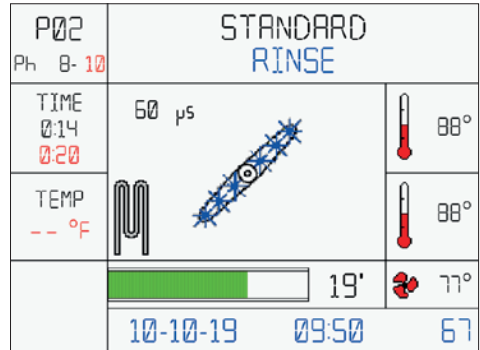 P02
Ph 8-10
STANDARD
RINSE
TIME
0:14
0:20
60 µs
88°
TEMP
-- °F
88°
19'
77°
10-10-19 09:50 67